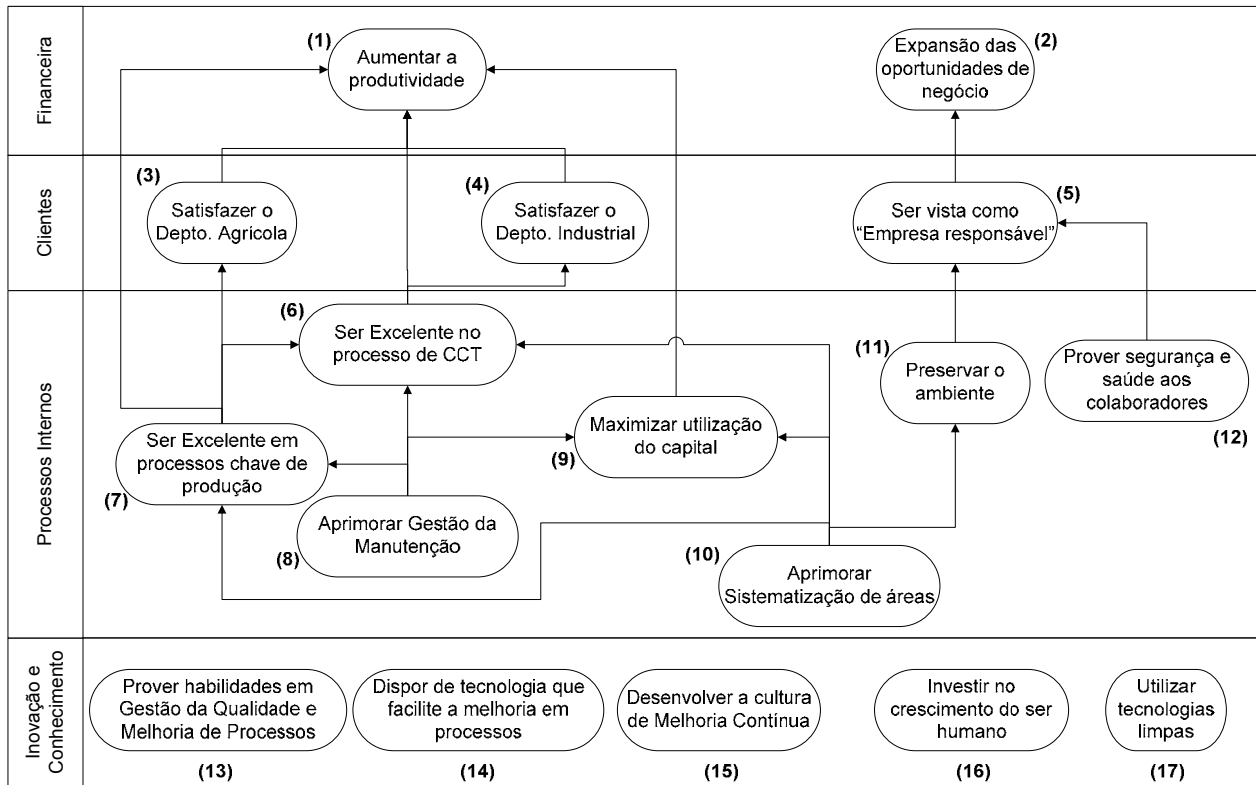 Financeira
(1)
Aumentar a
produtividade
Expansão das
oportunidades de
negócio
(2)
Clientes
(3)
Satisfazer o
Depto. Agricola
(4)
Satisfazer o
Depto. Industrial
Ser vista como
“Empresa responsável”
(5)
Processos Internos
(6)
Ser Excelente no
processo de CCT
(11)
Preservar o
ambiente
Prover segurança e
saúde aos
colaboradores
(12)
Ser Excelente em
processos chave de
produção
(7)
Maximizar utilização
do capital
(9)
Aprimorar Gestão da
Manutenção
(8)
(10)
Aprimorar
Sistematização de áreas
Inovação e
Conhecimento
Prover habilidades em
Gestão da Qualidade e
Melhoria de Processos
(13)
Dispor de tecnologia que
facilite a melhoria em
processos
(14)
Desenvolver a cultura
de Melhoria Contínua
(15)
Investir no
crescimento do ser
humano
(16)
Utilizar
tecnologias
limpas
(17)